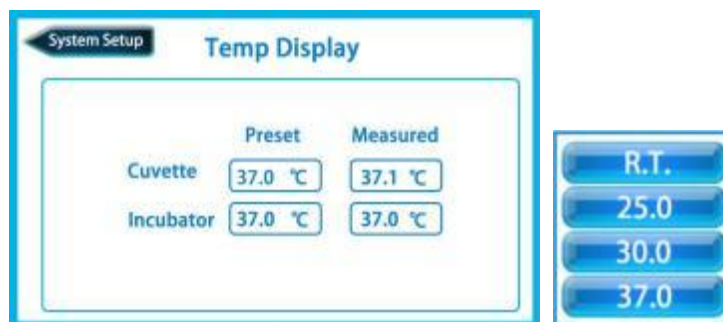 System Setup
Temp Display
Preset Measured
Cuvette 37.0 ℃ 37.1 ℃
Incubator 37.0 ℃ 37.0 ℃
R.T.
25.0
30.0
37.0